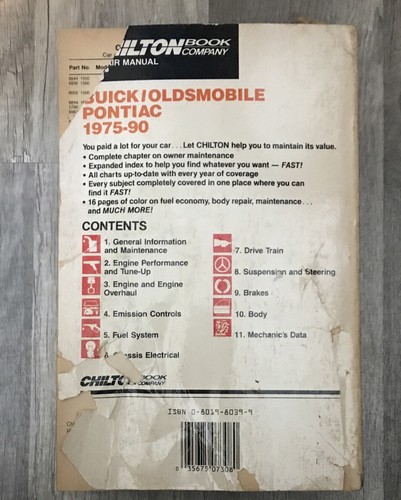 HILTON BOOK COMPANY
IR MANUAL
Part No.
UICK/OLDSMOBILE
PONTIAC
1975-90
You paid a lot for your car... Let CHILTON help you to maintain its value.
• Complete chapter on owner maintenance
• Expanded index to help you find whatever you want — FAST!
• All charts up-to-date with every year of coverage
• Every subject completely covered in one place where you can
find it FAST!
• 16 pages of color on fuel economy, body repair, maintenance...
and MUCH MORE!
CONTENTS
1. General Information
and Maintenance
2. Engine Performance
and Tune-Up
3. Engine and Engine
Overhaul
4. Emission Controls
5. Fuel System
6. Chassis Electrical
7. Drive Train
8. Suspension and Steering
9. Brakes
10. Body
11. Mechanic's Data
CHILTON BOOK COMPANY
ISBN 0-8019-8039-9
0 35675 07308